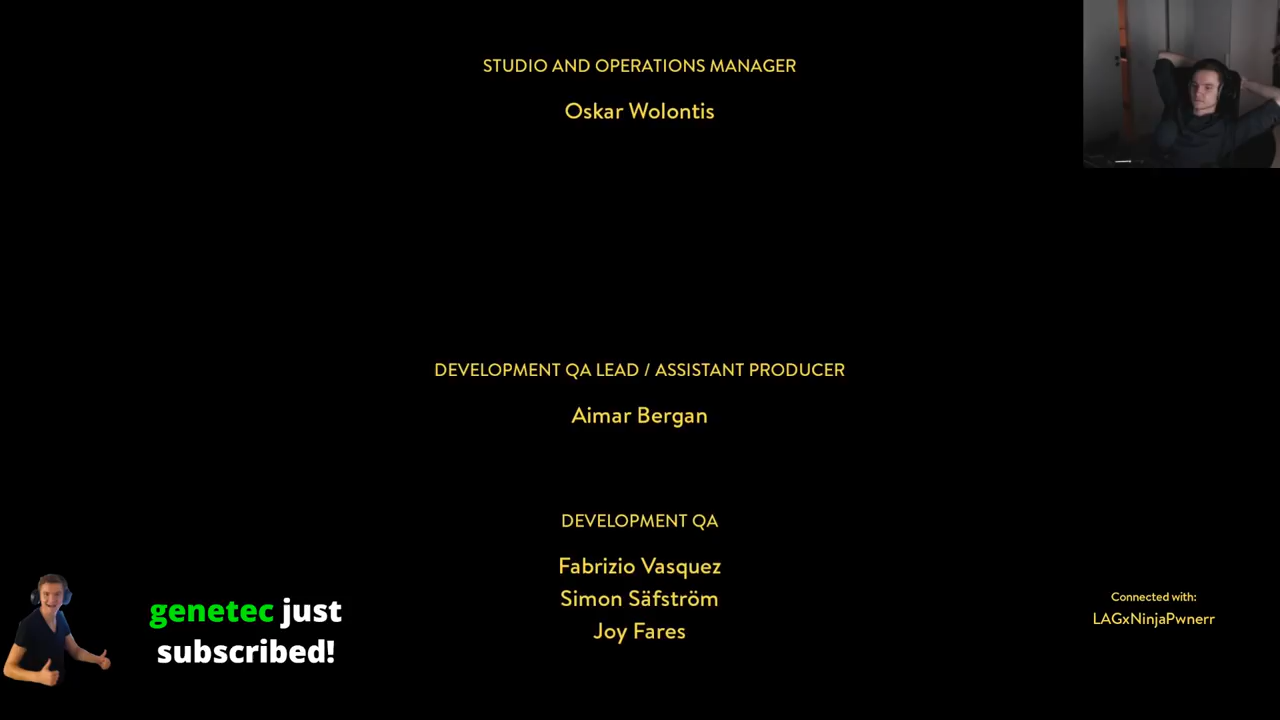 STUDIO AND OPERATIONS MANAGER
Oskar Wolontis
DEVELOPMENT QA LEAD / ASSISTANT PRODUCER
Aimar Bergan
DEVELOPMENT QA
Fabrizio Vasquez
Simon Säfström
Joy Fares
genetec just
subscribed!
Connected with:
LAGxNinjaPwnerr